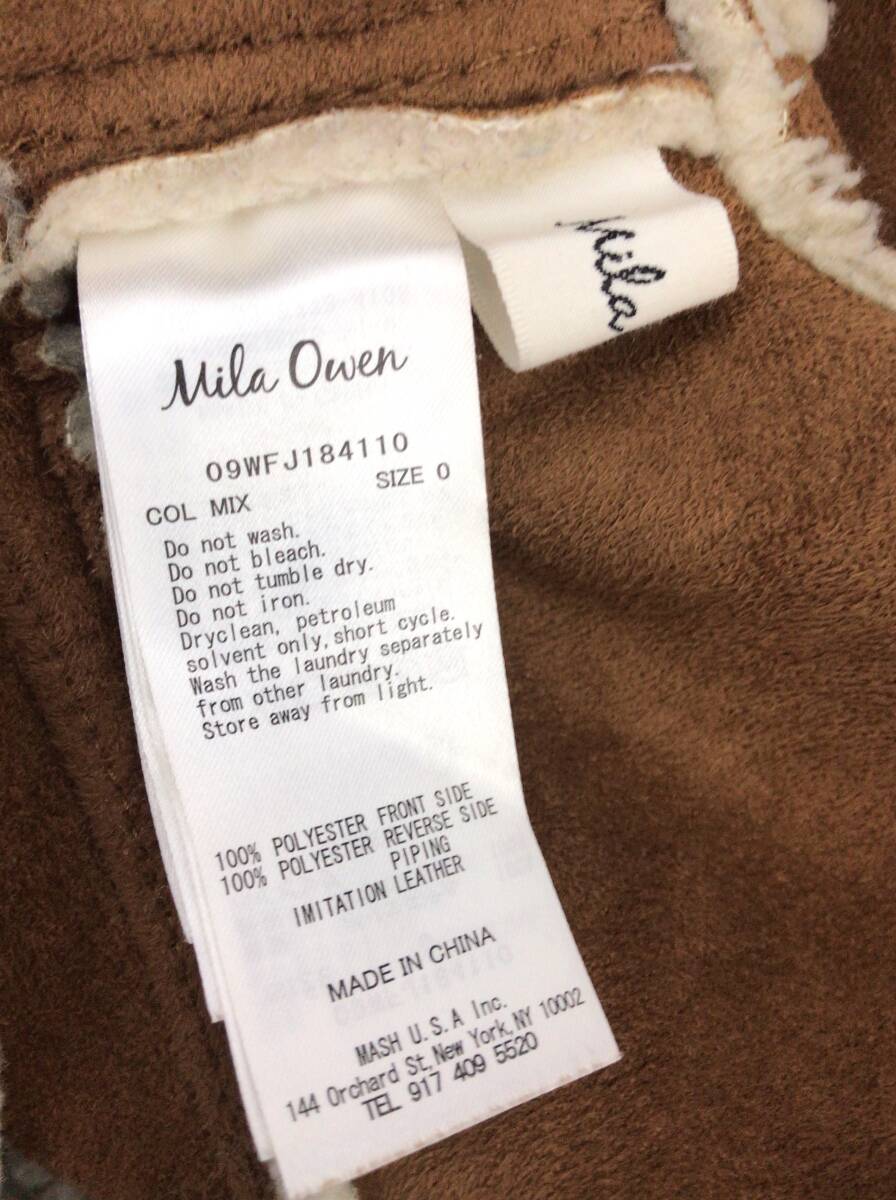 Mila
Mila Owen
09WFJ184110
COL MIX SIZE 0
Do not wash.
Do not bleach.
Do not tumble dry.
Do not iron.
Dryclean, petroleum
solvent only,short cycle.
Wash the laundry separately
from other laundry.
Store away from light.
100% POLYESTER FRONT SIDE
100% POLYESTER REVERSE SIDE
PIPING
IMITATION LEATHER
MADE IN CHINA
MASH U.S.A Inc.
144 Orchard St,New York,NY 10002
TEL 917 409 5520